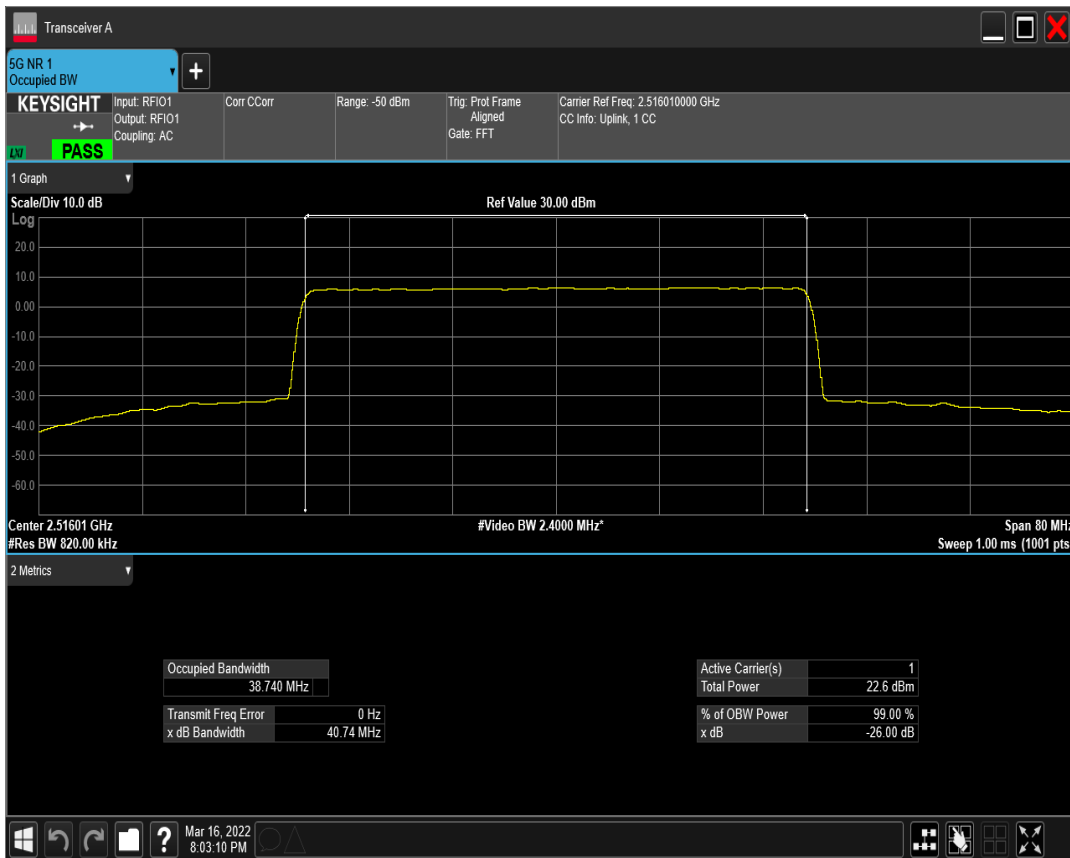 Transceiver A
5G NR 1
Occupied BW
+
KEYSIGHT
LXI
PASS
Input: RFIO1
Output: RFIO1
Coupling: AC
Corr CCorr
Range: -50 dBm
Trig: Prot Frame
Aligned
Gate: FFT
Carrier Ref Freq: 2.516010000 GHz
CC Info: Uplink, 1 CC
1 Graph
Scale/Div 10.0 dB
Ref Value 30.00 dBm
Log
20.0
10.0
0.00
-10.0
-20.0
-30.0
-40.0
-50.0
-60.0
Center 2.51601 GHz
#Video BW 2.4000 MHz*
Span 80 MHz
#Res BW 820.00 kHz
Sweep 1.00 ms (1001 pts
2 Metrics
Occupied Bandwidth
38.740 MHz
Transmit Freq Error 0 Hz
x dB Bandwidth 40.74 MHz
Active Carrier(s) 1
Total Power 22.6 dBm
% of OBW Power 99.00 %
x dB -26.00 dB
?
Mar 16, 2022
8:03:10 PM